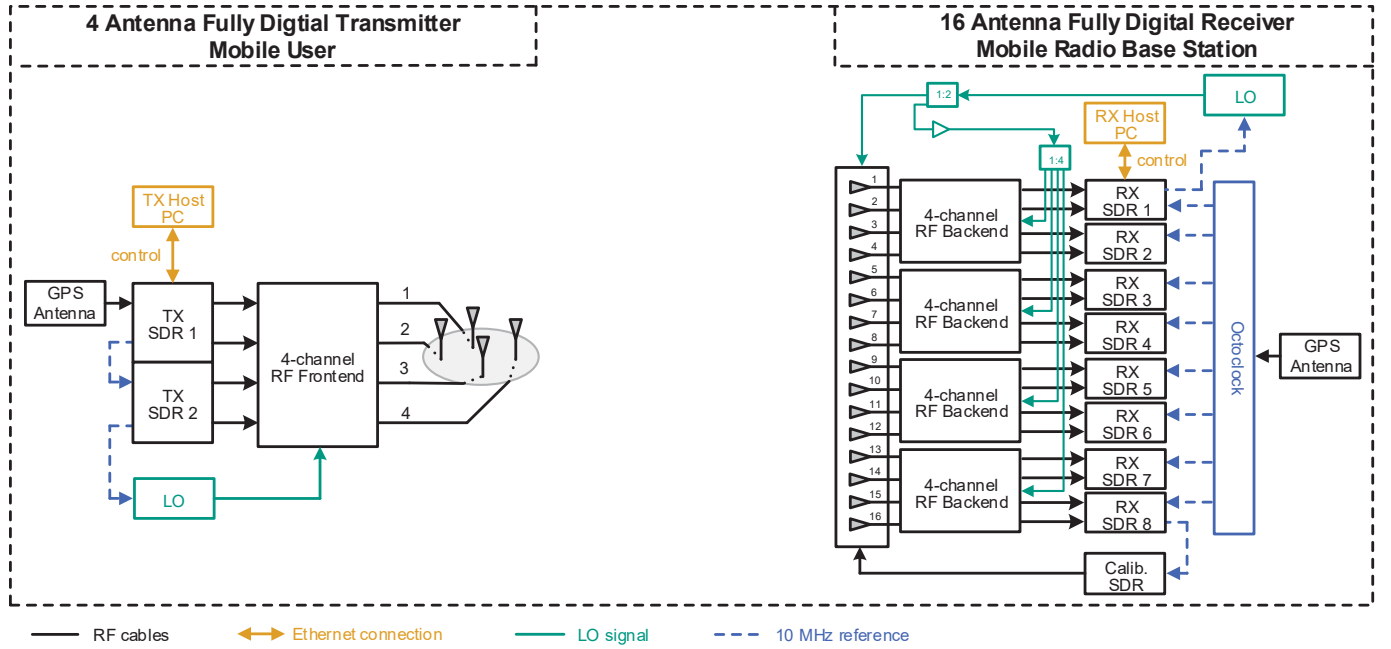 4 Antenna Fully Digtial Transmitter
Mobile User
16 Antenna Fully Digital Receiver
Mobile Radio Base Station
TX Host
PC
control
GPS
Antenna
TX
SDR 1
TX
SDR 2
LO
4-channel
RF Frontend
1
2
3
4
1:2
LO
RX Host
PC
control
1:4
1
2
3
4
5
6
7
8
9
10
11
12
13
14
15
16
4-channel
RF Backend
4-channel
RF Backend
4-channel
RF Backend
4-channel
RF Backend
RX
SDR 1
RX
SDR 2
RX
SDR 3
RX
SDR 4
RX
SDR 5
RX
SDR 6
RX
SDR 7
RX
SDR 8
Calib.
SDR
Octoclock
GPS
Antenna
RF cables
Ethernet connection
LO signal
10 MHz reference